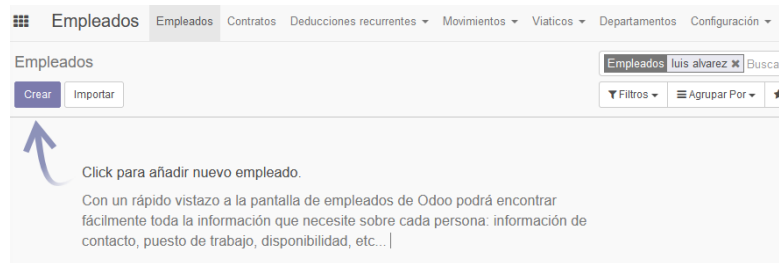 Empleados Empleados Contratos Deducciones recurrentes Movimientos Viaticos Departamentos Configuración
Empleados
Empleados luis alvarez Busca
Crear Importar
Filtros Agrupar Por
Click para añadir nuevo empleado.
Con un rápido vistazo a la pantalla de empleados de Odoo podrá encontrar
fácilmente toda la información que necesite sobre cada persona: información de
contacto, puesto de trabajo, disponibilidad, etc...